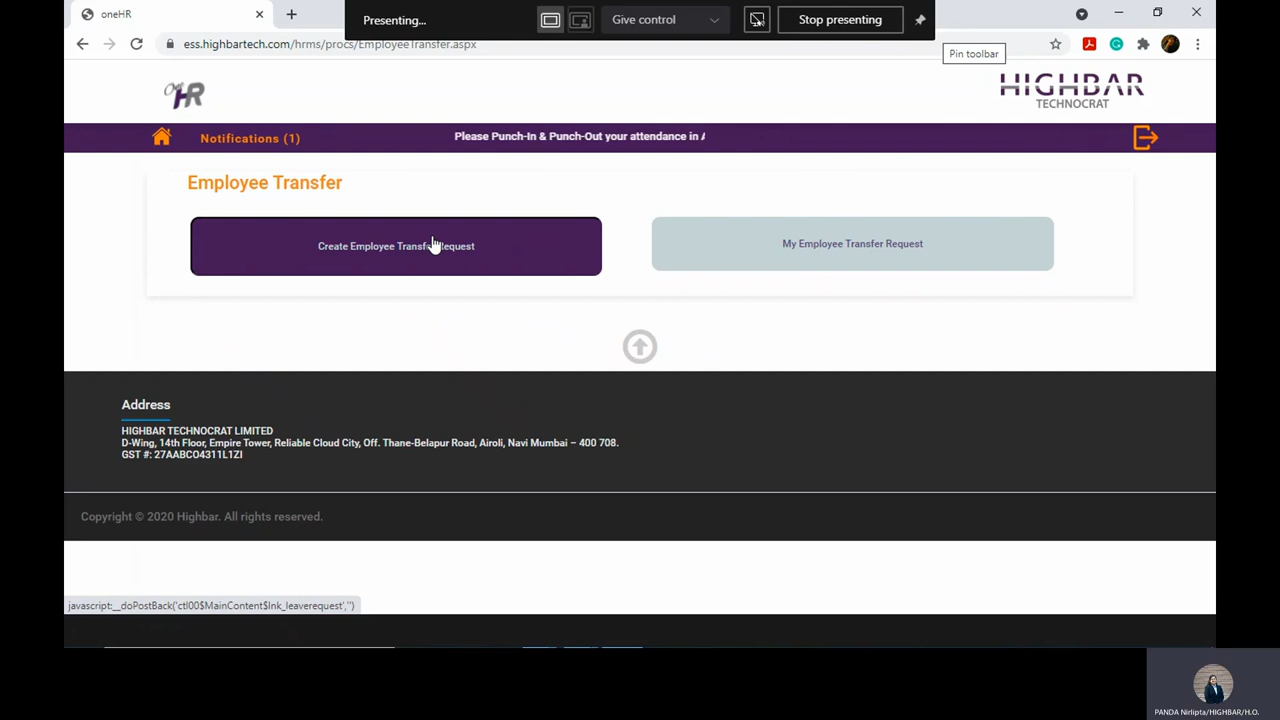 oneHR
Presenting...
Give control
Stop presenting
ess.highbartech.com/hrms/procs/EmployeeTransfer.aspx
Pin toolbar
One HR
HIGHBAR
TECHNOCRAT
Notifications (1)
Please Punch-In & Punch-Out your attendance in
Employee Transfer
Create Employee Transfer Request
My Employee Transfer Request
Address
HIGHBAR TECHNOCRAT LIMITED
D-Wing, 14th Floor, Empire Tower, Reliable Cloud City, Off. Thane-Belapur Road, Airoli, Navi Mumbai – 400 708.
GST #: 27AABCO4311L1ZI
Copyright © 2020 Highbar. All rights reserved.
javascript:__doPostBack('ctl00$MainContent$lnk_leaverequest','')
PANDA Nirlipta/HIGHBAR/H.O.